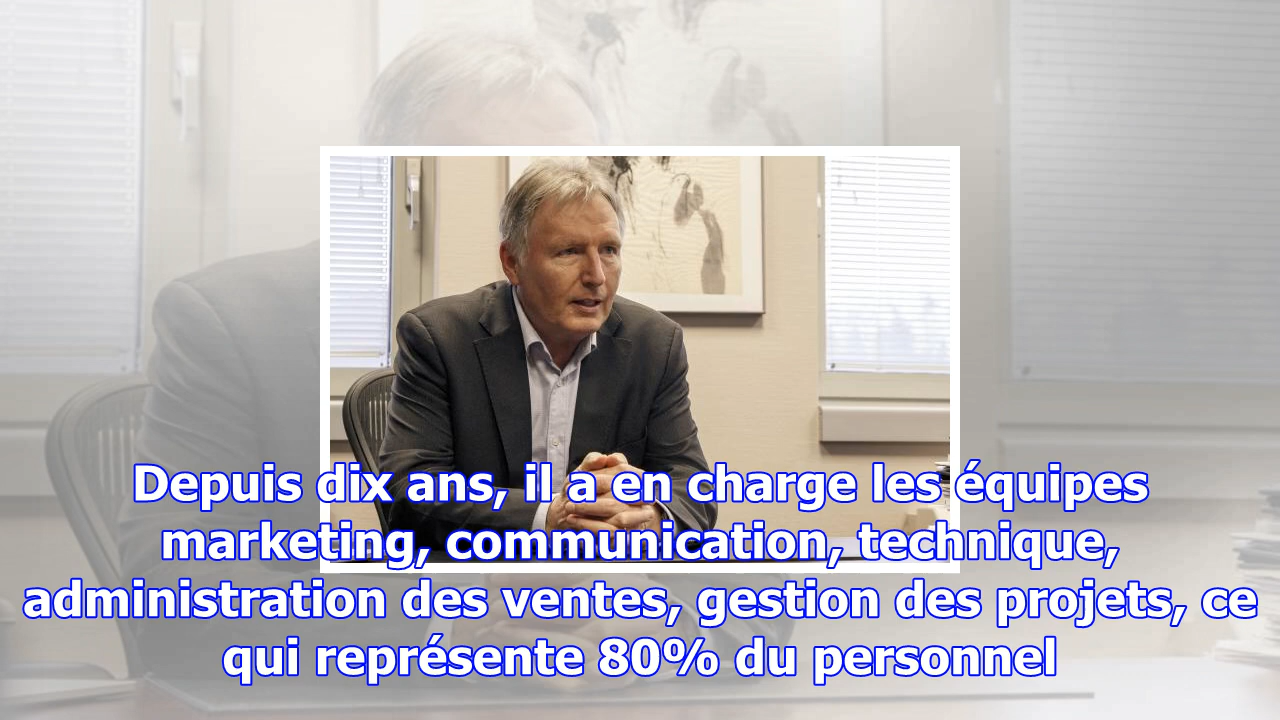 Depuis dix ans, il a en charge les équipes
marketing, communication, technique,
administration des ventes, gestion des projets, ce
qui représente 80% du personnel